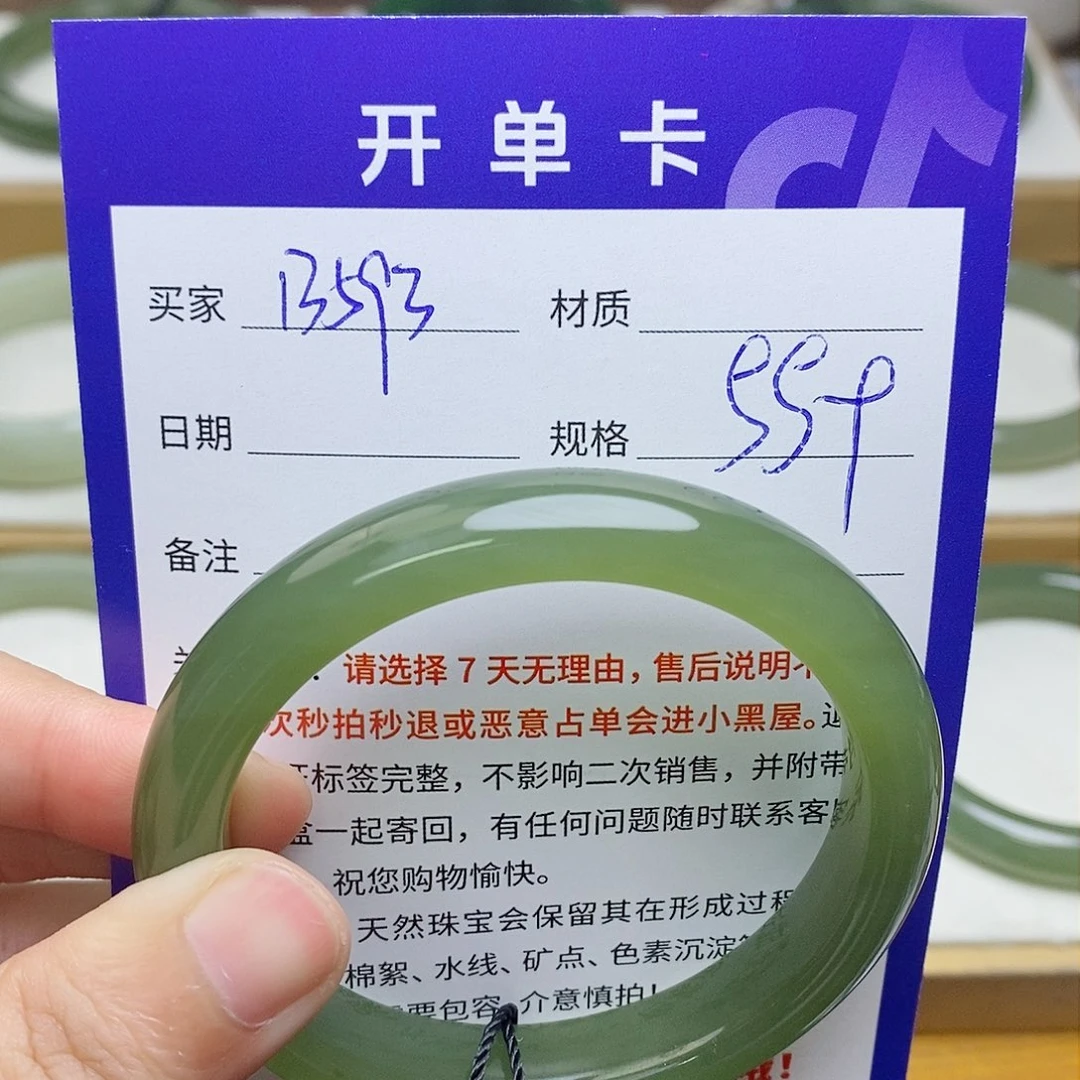 开单卡
买家 13593 材质
日期 规格 55+
备注
：请选择 7 天无理由，售后说明
次秒拍秒退或恶意占单会进小黑屋。
标签完整，不影响二次销售，并附带
盒一起寄回，有任何问题随时联系客
祝您购物愉快。
天然珠宝会保留其在形成过程
棉絮、水线、矿点、色素沉淀等
要包容，介意慎拍！